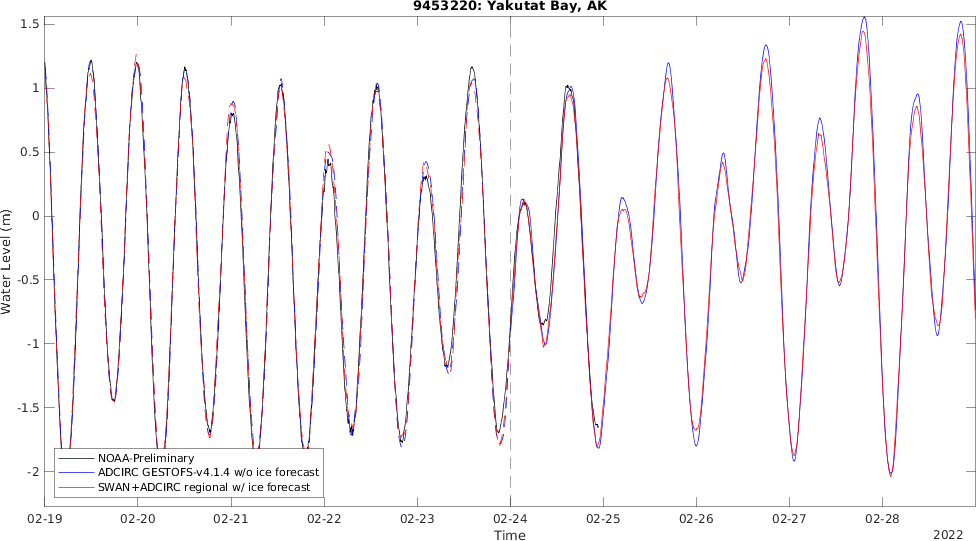 9453220: Yakutat Bay, AK
1.5
1
0.5
0
-0.5
-1
-1.5
-2
Water Level (m)
NOAA-Preliminary
ADCIRC GESTOFS-v4.1.4 w/o ice forecast
SWAN+ADCIRC regional w/ ice forecast
02-19 02-20 02-21 02-22 02-23 02-24 02-25 02-26 02-27 02-28
Time
2022